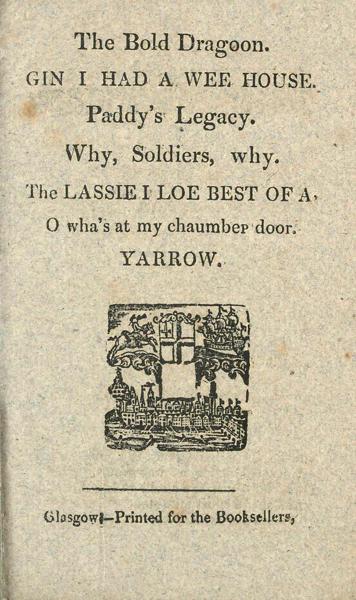 The Bold Dragoon.
GIN I HAD A WEE HOUSE.
Paddy's Legacy.
Why, Soldiers, why.
The LASSIE I LOE BEST OF A,
O wha's at my chaumber door.
YARROW.
Glasgow:—Printed for the Booksellers,